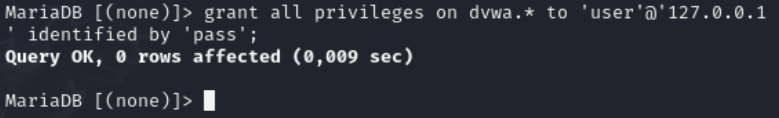 MariaDB [(none)]> grant all privileges on dvwa.* to 'user'@'127.0.0.1
' identified by 'pass';
Query OK, 0 rows affected (0,009 sec)
MariaDB [(none)]>